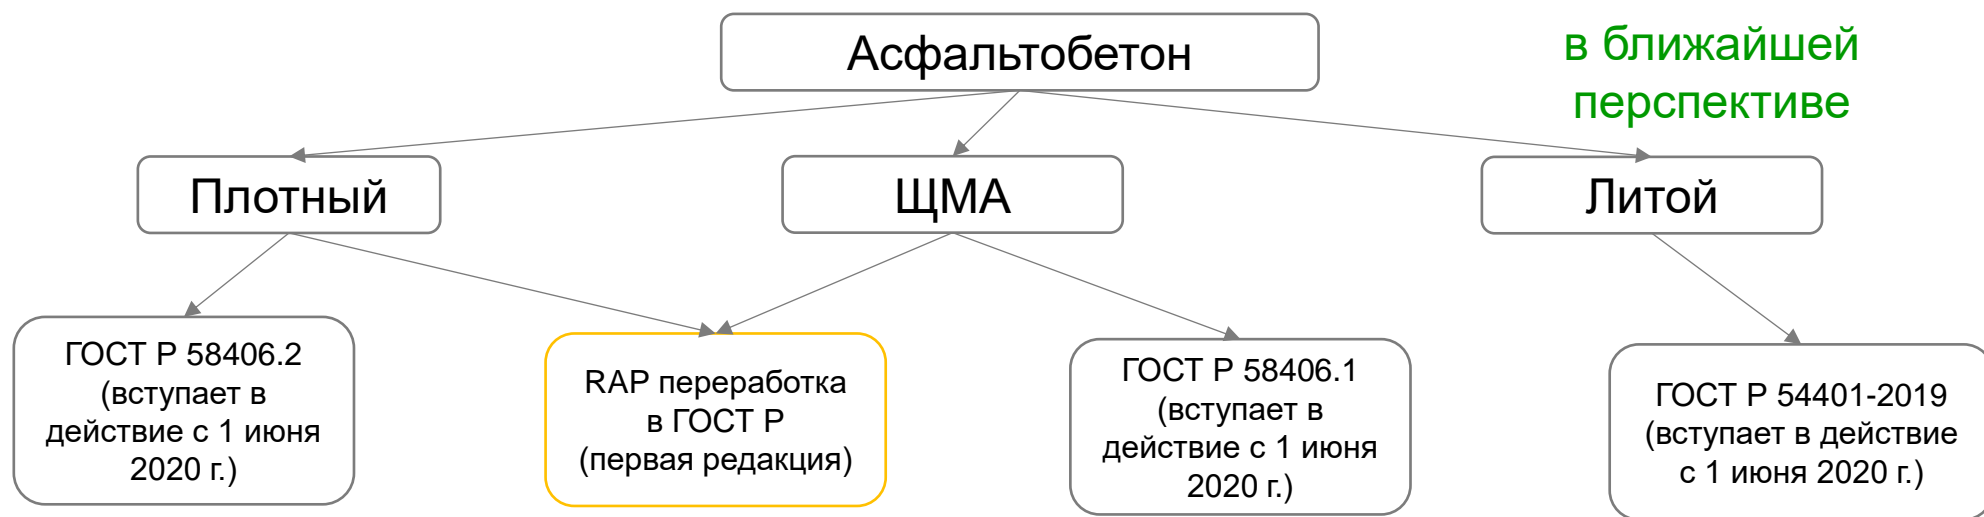 Асфальтобетон
в ближайшей
перспективе
Плотный
ЩМА
Литой
ГОСТ Р 58406.2
(вступает в
действие с 1 июня
2020 г.)
RAP переработка
в ГОСТ Р
(первая редакция)
ГОСТ Р 58406.1
(вступает в
действие с 1 июня
2020 г.)
ГОСТ Р 54401-2019
(вступает в действие
с 1 июня 2020 г.)